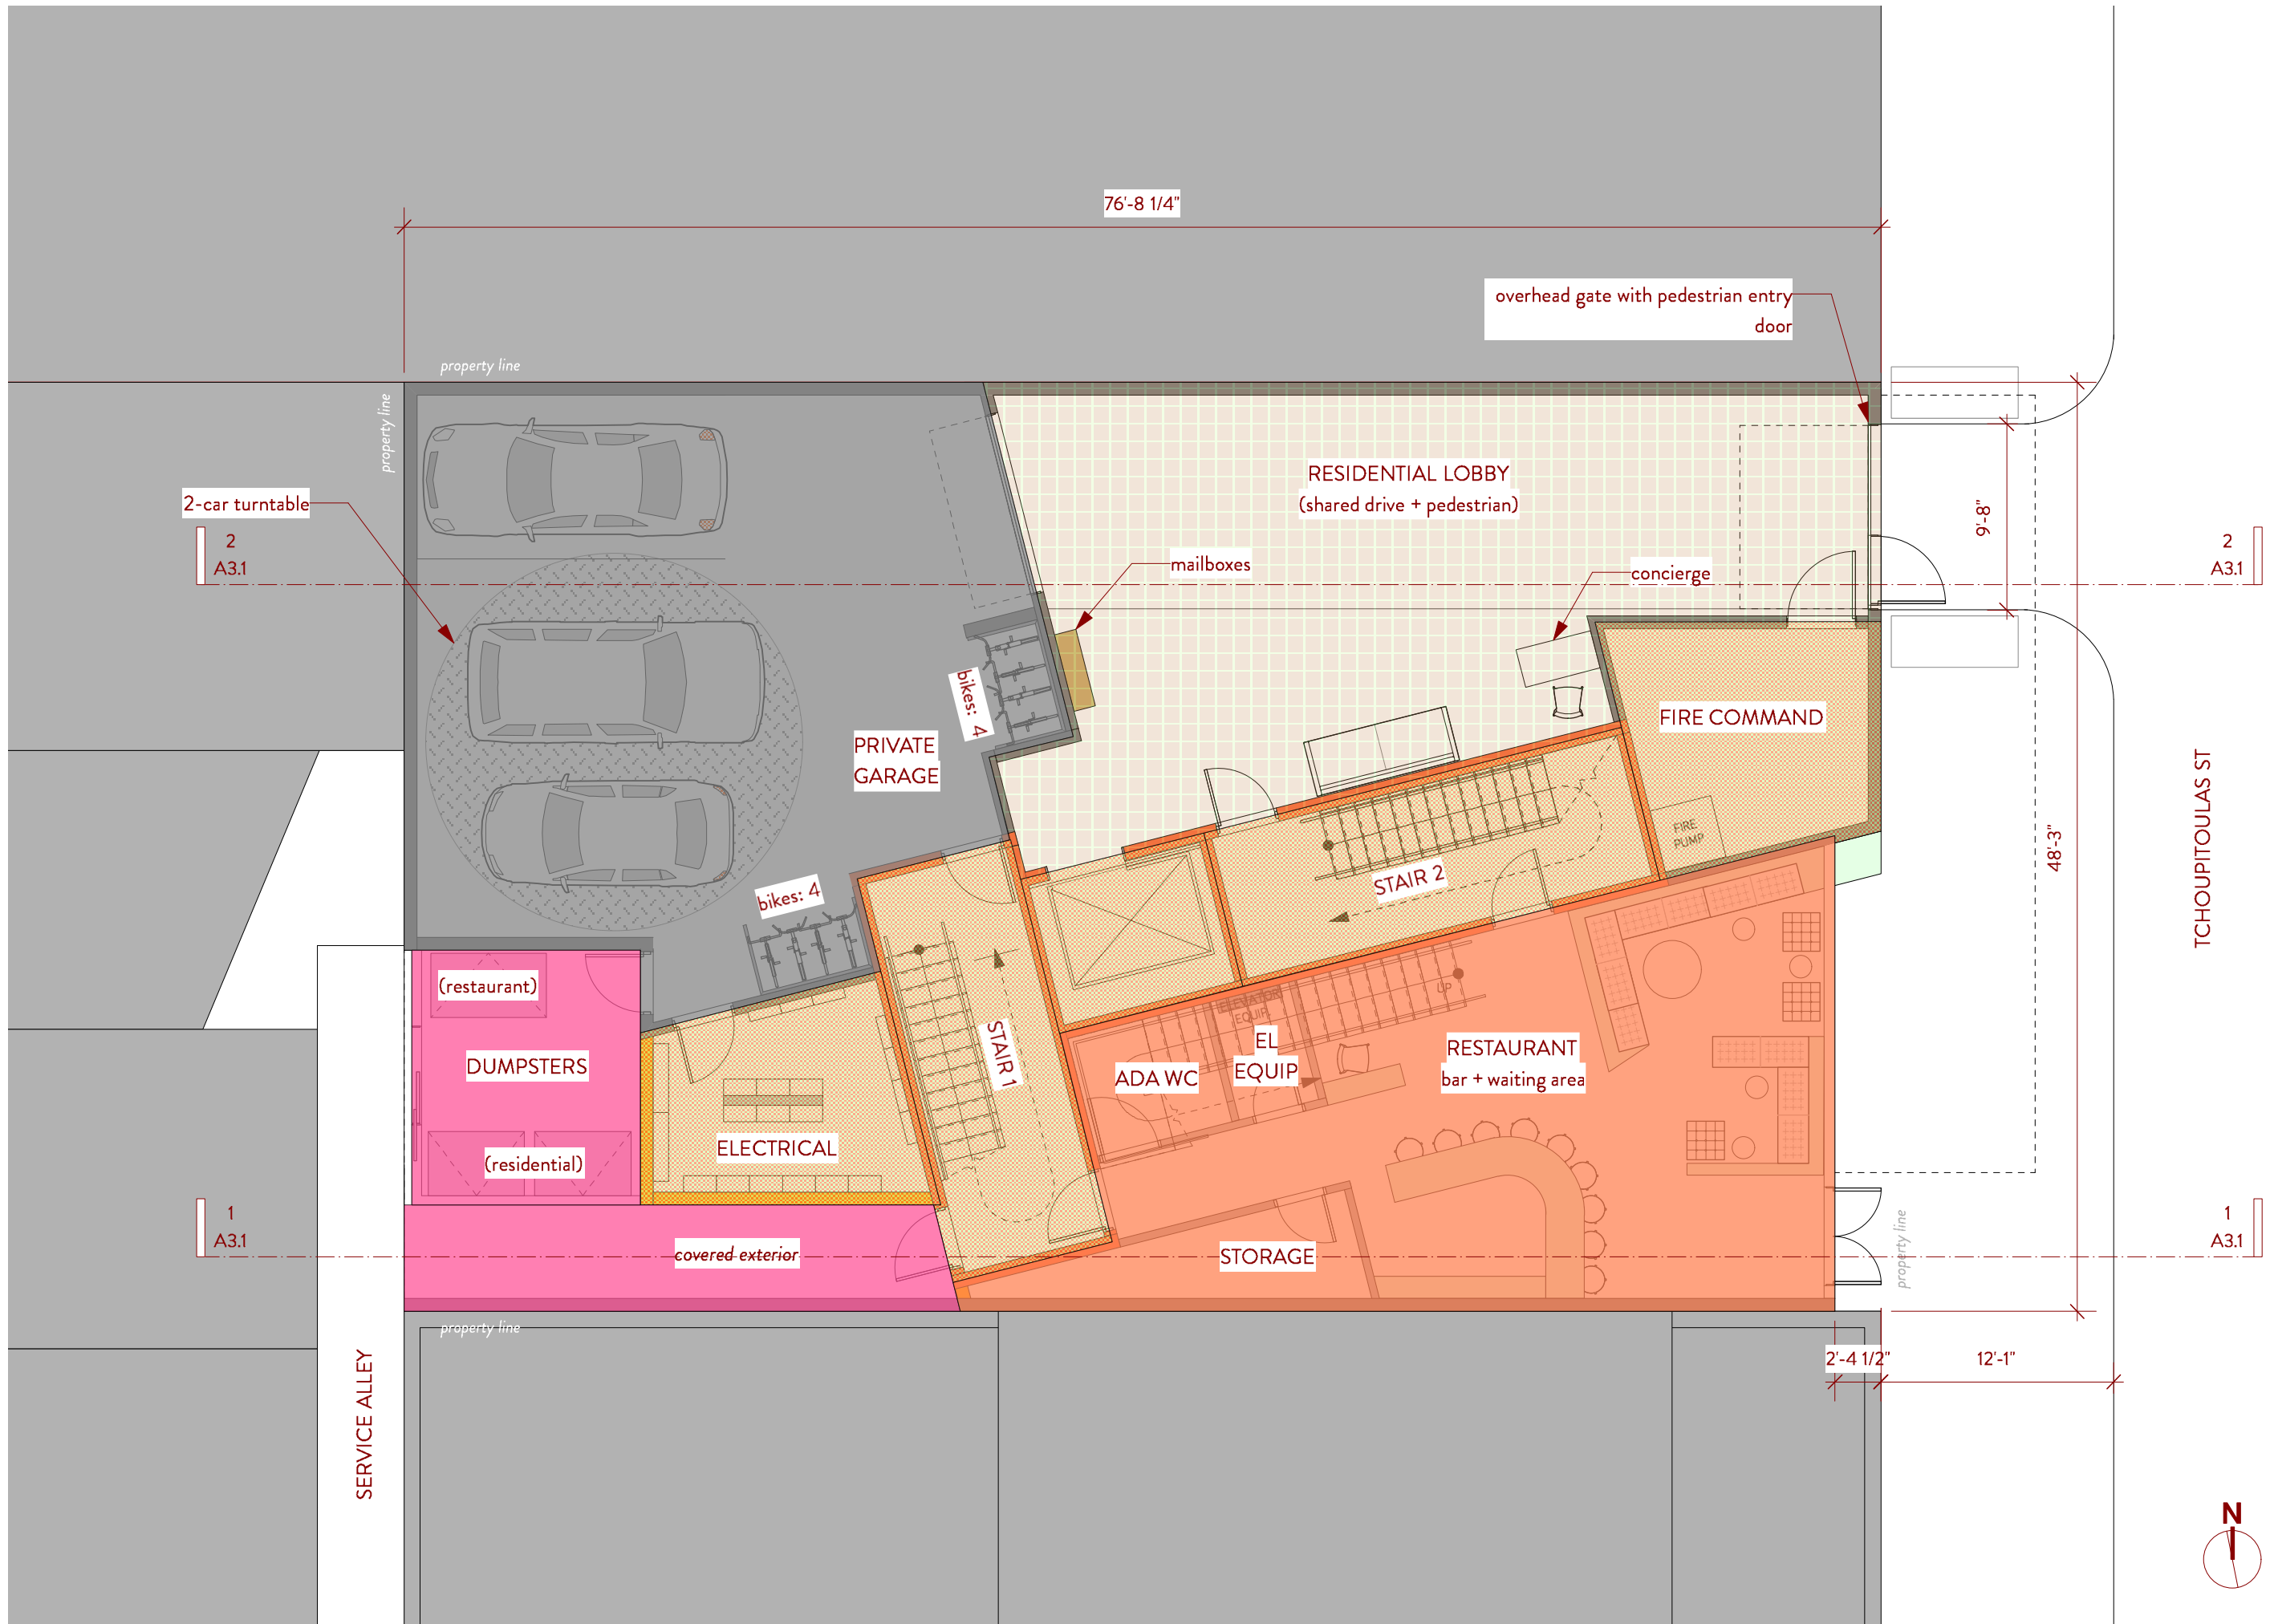 76'-8 1/4"
overhead gate with pedestrian entry
door
property line
property line
RESIDENTIAL LOBBY
(shared drive + pedestrian)
2-car turntable
9'-8"
2
A3.1
2
A3.1
mailboxes
concierge
bikes: 4
FIRE COMMAND
PRIVATE
GARAGE
FIRE
PUMP
48'-3"
TCHOUPITOULAS ST
STAIR 2
bikes: 4
(restaurant)
UP
ELEVATOR
EQUIP.
STAIR 1
EL
EQUIP
RESTAURANT
bar + waiting area
DUMPSTERS
ADA WC
ELECTRICAL
(residential)
1
A3.1
1
A3.1
covered exterior
STORAGE
property line
property line
2'-4 1/2"
12'-1"
SERVICE ALLEY
N